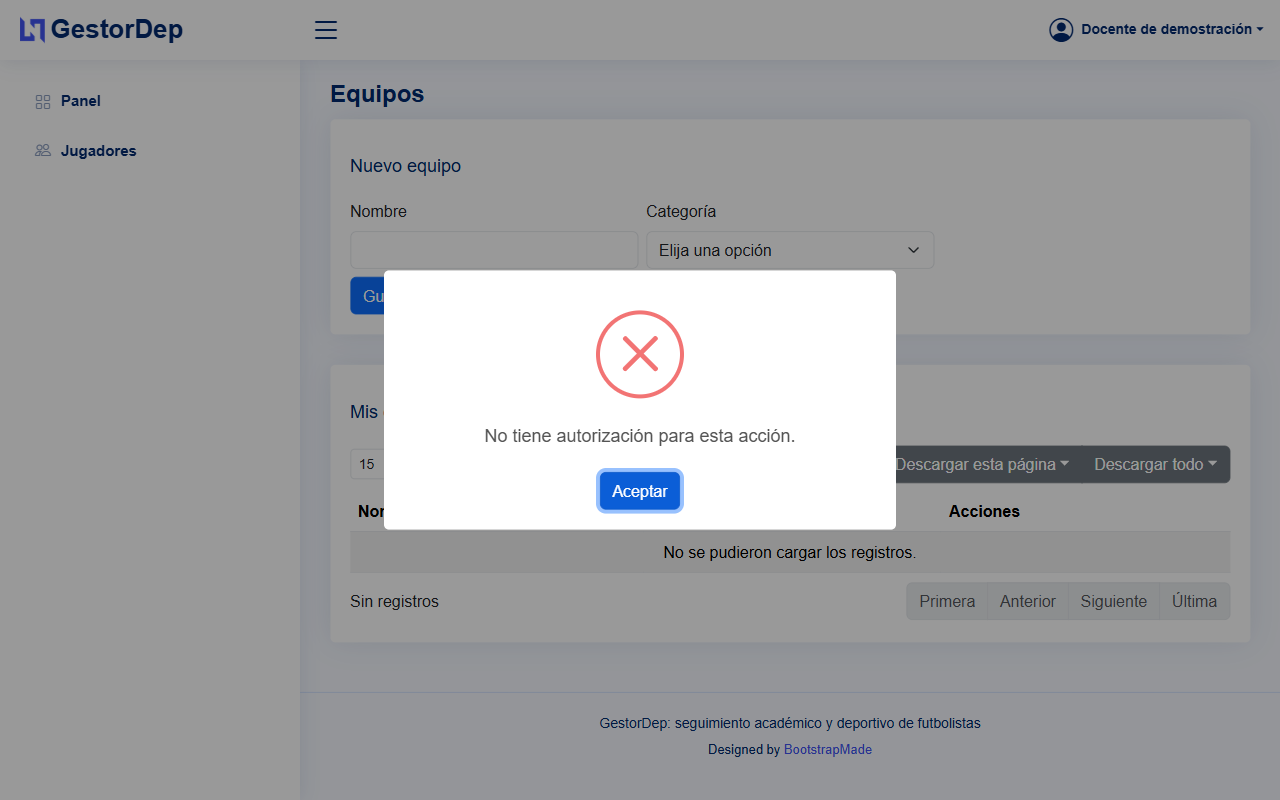 GestorDep
Docente de demostración
Panel
Jugadores
Equipos
Nuevo equipo
Nombre
Categoría
Elija una opción
No tiene autorización para esta acción.
Aceptar
Mis
15
Descargar esta página
Descargar todo
Acciones
No se pudieron cargar los registros.
Sin registros
Primera
Anterior
Siguiente
Última
GestorDep: seguimiento académico y deportivo de futbolistas
Designed by BootstrapMade